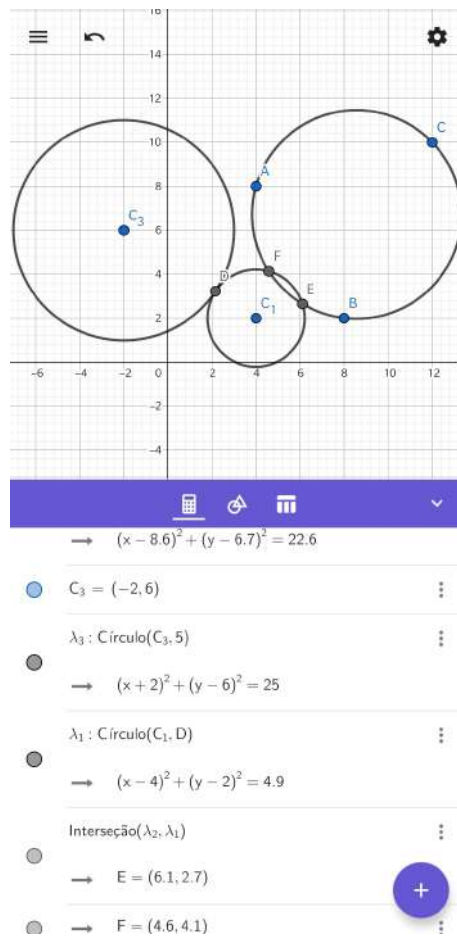 16
14
12
C
10
A
8
C₃
6
F
4
D
E
C₁
B
2
−6 −4 −2 0 2 4 6 8 10 12
−2
−4
→ (x − 8.6)² + (y − 6.7)² = 22.6
C₃ = (−2, 6)
λ₃ : Círculo(C₃, 5)
→ (x + 2)² + (y − 6)² = 25
λ₁ : Círculo(C₁, D)
→ (x − 4)² + (y − 2)² = 4.9
Interseção(λ₂, λ₁)
→ E = (6.1, 2.7)
+
→ F = (4.6, 4.1)